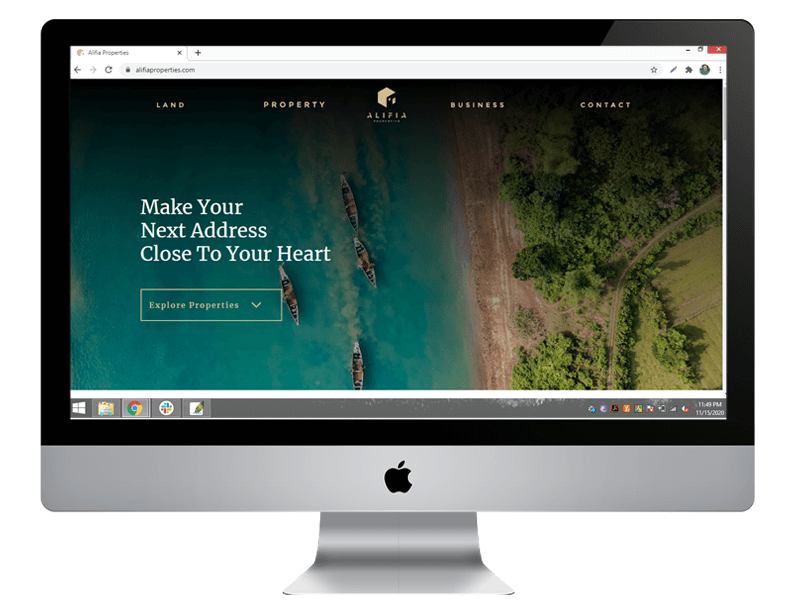 Alifia Properties
alifiaproperties.com
LAND
PROPERTY
ALIFIA
PROPERTIES
BUSINESS
CONTACT
Make Your
Next Address
Close To Your Heart
Explore Properties
11:49 PM
11/15/2020